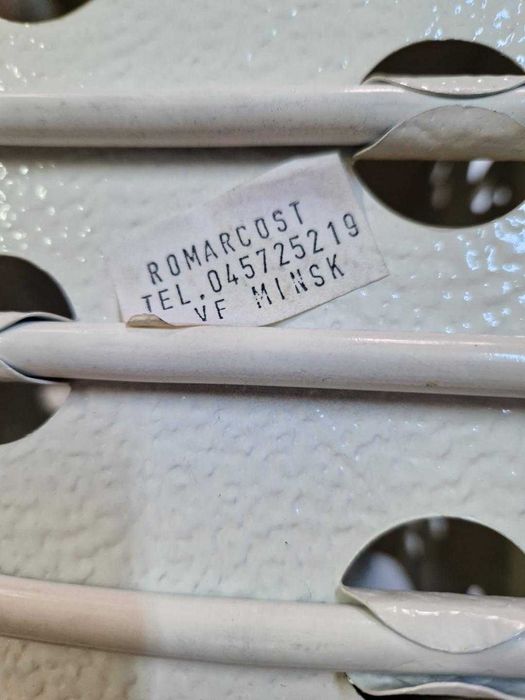 ROMARCOST
TEL.045725219
VF MINSK